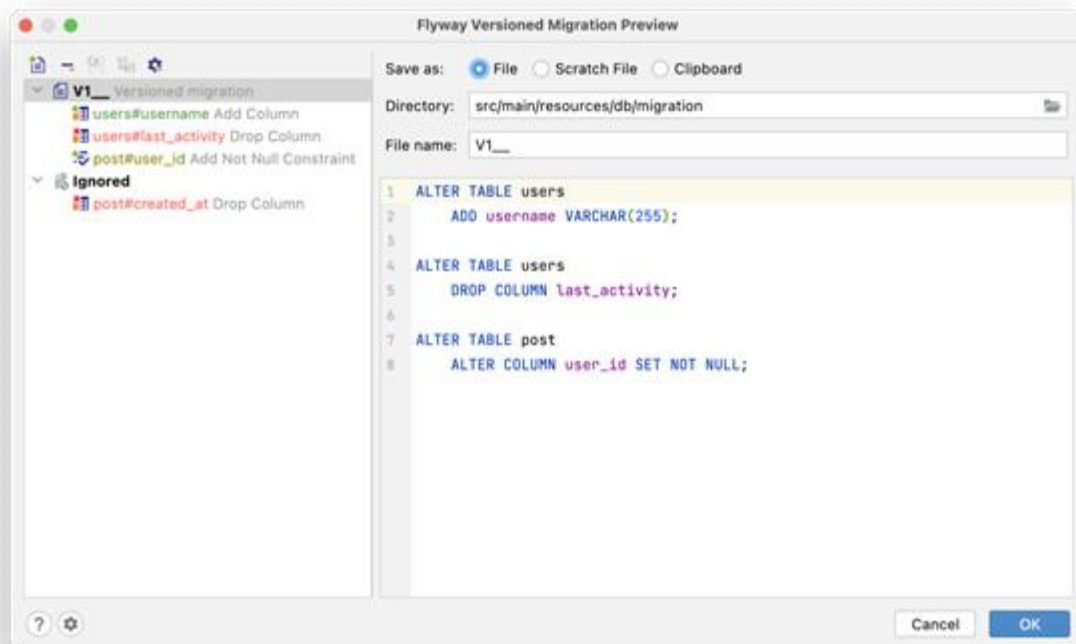 Flyway Versioned Migration Preview
V1__ Versioned migration
users#username Add Column
users#last_activity Drop Column
post#user_id Add Not Null Constraint
Ignored
post#created_at Drop Column
Save as: File Scratch File Clipboard
Directory: src/main/resources/db/migration
File name: V1__
1 ALTER TABLE users
2 ADD username VARCHAR(255);
3
4 ALTER TABLE users
5 DROP COLUMN last_activity;
6
7 ALTER TABLE post
8 ALTER COLUMN user_id SET NOT NULL;
?
Cancel OK